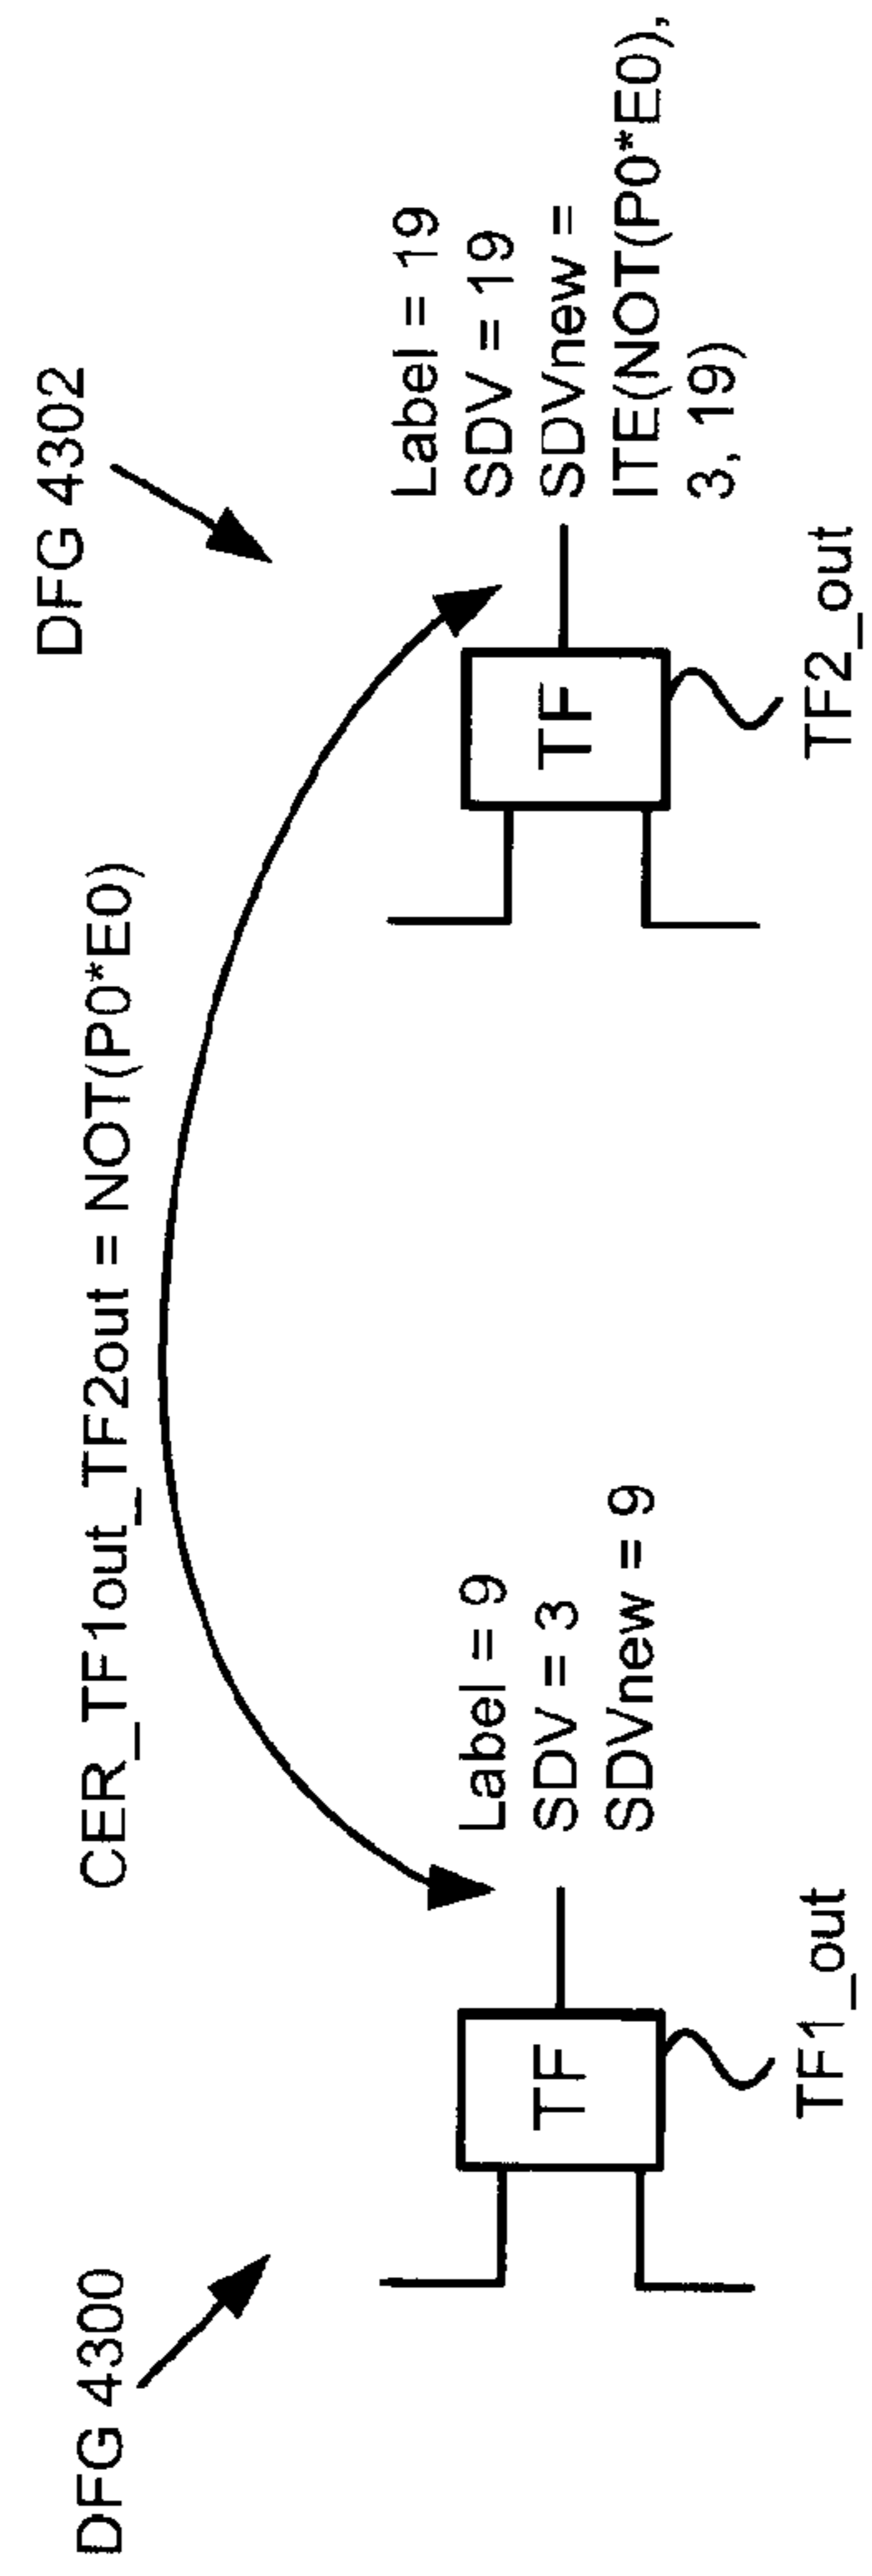 DFG 4300
DFG 4302
CER_TF1out_TF2out = NOT(P0*E0)
TF
TF1_out
Label = 9
SDV = 3
SDVnew = 9
TF
TF2_out
Label = 19
SDV = 19
SDVnew =
ITE(NOT(P0*E0),
3, 19)